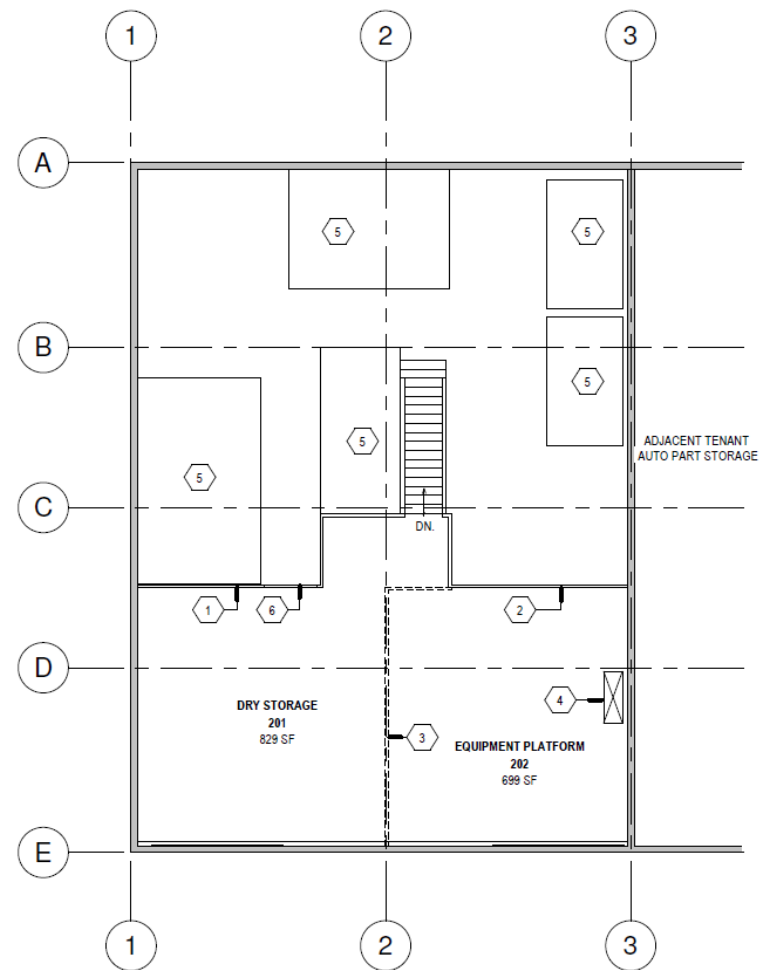 1
2
3
A
5
5
B
5
5
ADJACENT TENANT
AUTO PART STORAGE
5
C
DN.
1
6
2
D
4
DRY STORAGE
201
829 SF
3
EQUIPMENT PLATFORM
202
699 SF
E
1
2
3